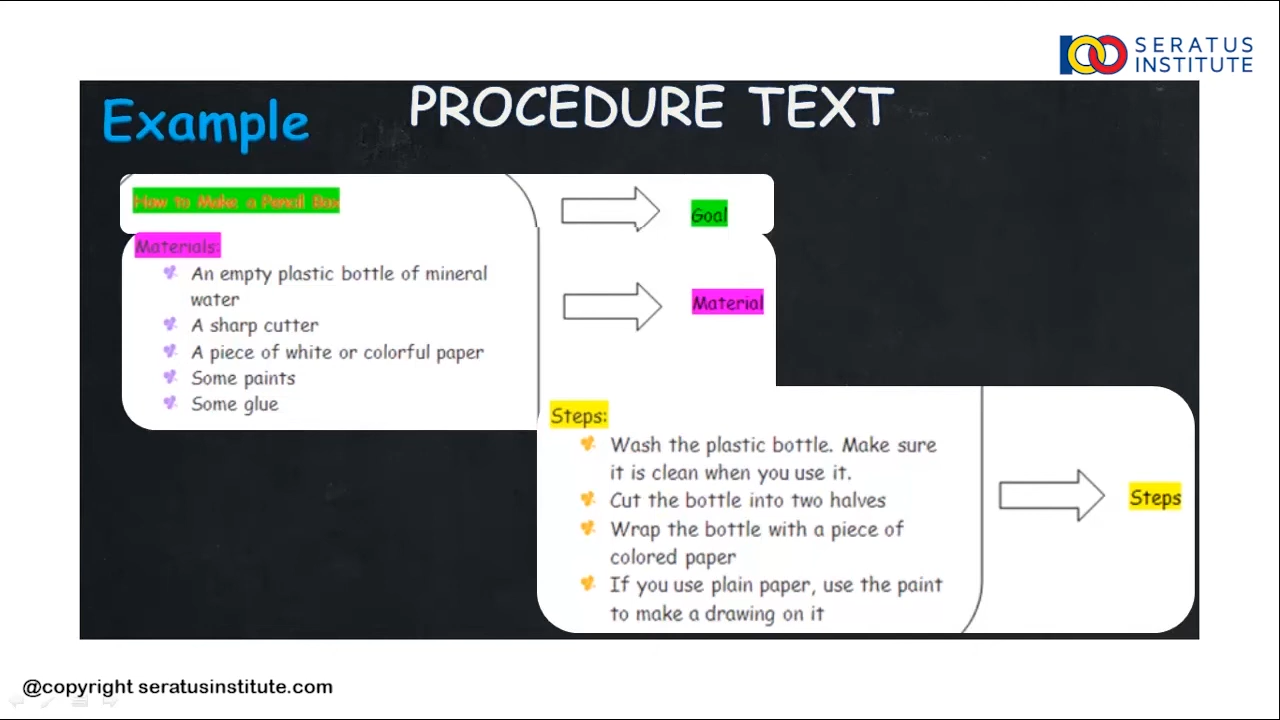 SERATUS
INSTITUTE
Example
PROCEDURE TEXT
How to Make a Pencil Box
Goal
Materials:
An empty plastic bottle of mineral
water
A sharp cutter
A piece of white or colorful paper
Some paints
Some glue
Material
Steps:
Wash the plastic bottle. Make sure
it is clean when you use it.
Cut the bottle into two halves
Wrap the bottle with a piece of
colored paper
If you use plain paper, use the paint
to make a drawing on it
Steps
@copyright seratusinstitute.com